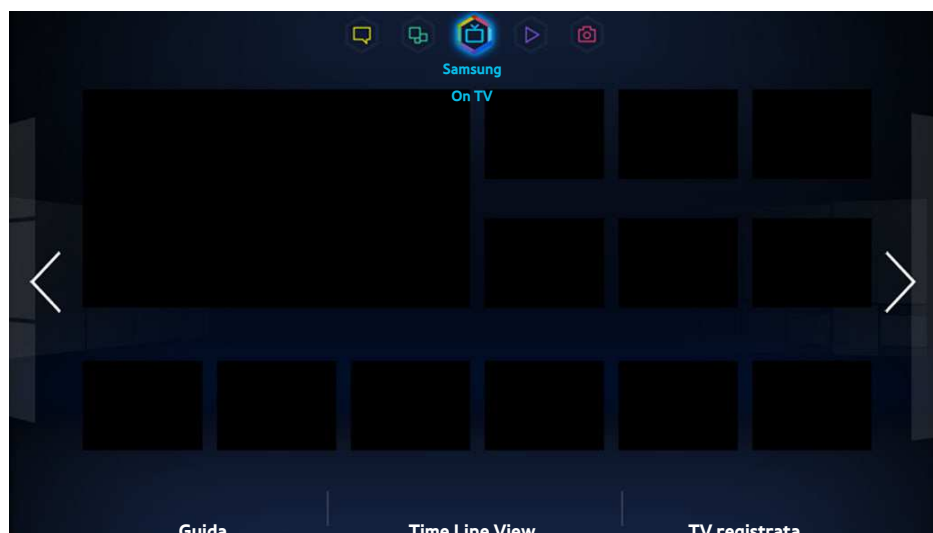 Samsung
On TV
Guida
Time Line View
TV registrata